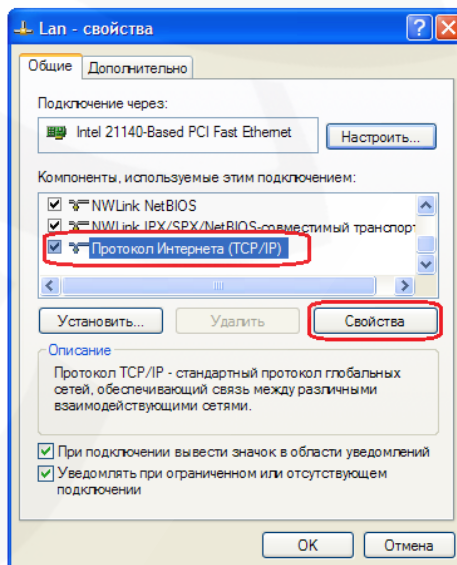 Lan - свойства
Общие Дополнительно
Подключение через:
Intel 21140-Based PCI Fast Ethernet Настроить...
Компоненты, используемые этим подключением:
NWLink NetBIOS
NWLink IPX/SPX/NetBIOS-совместимый транспорт
Протокол Интернета (TCP/IP)
Установить... Удалить Свойства
Описание
Протокол TCP/IP - стандартный протокол глобальных
сетей, обеспечивающий связь между различными
взаимодействующими сетями.
При подключении вывести значок в области уведомлений
Уведомлять при ограниченном или отсутствующем
подключении
OK Отмена